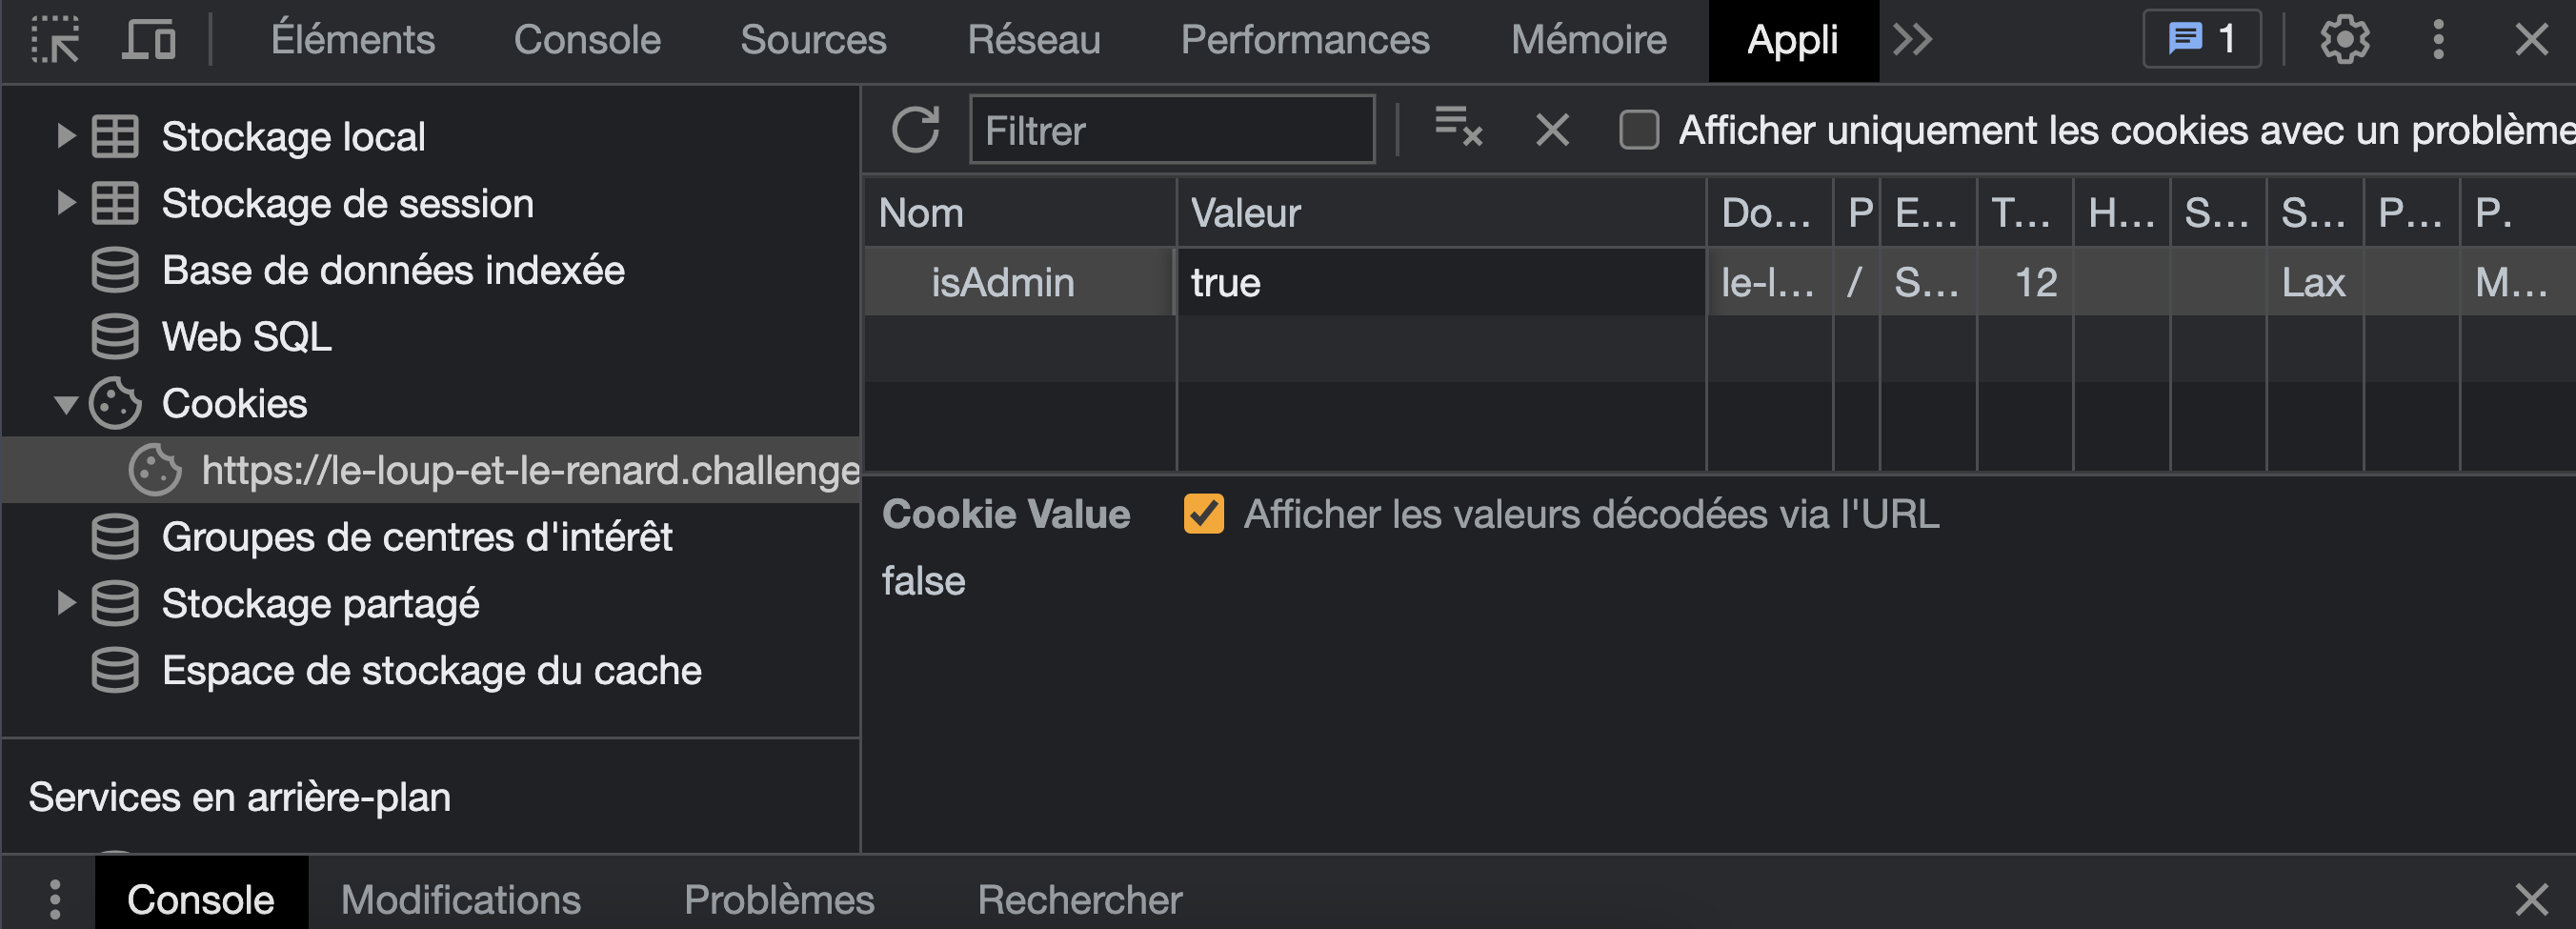 Éléments Console Sources Réseau Performances Mémoire Appli 1
Stockage local
Stockage de session
Base de données indexée
Web SQL
Cookies
https://le-loup-et-le-renard.challenge
Groupes de centres d'intérêt
Stockage partagé
Espace de stockage du cache
Services en arrière-plan
Filtrer Afficher uniquement les cookies avec un problème
Nom Valeur Do... P E... T... H... S... S... P... P.
isAdmin true le-l... / S... 12 Lax M...
Cookie Value Afficher les valeurs décodées via l'URL
false
Console Modifications Problèmes Rechercher